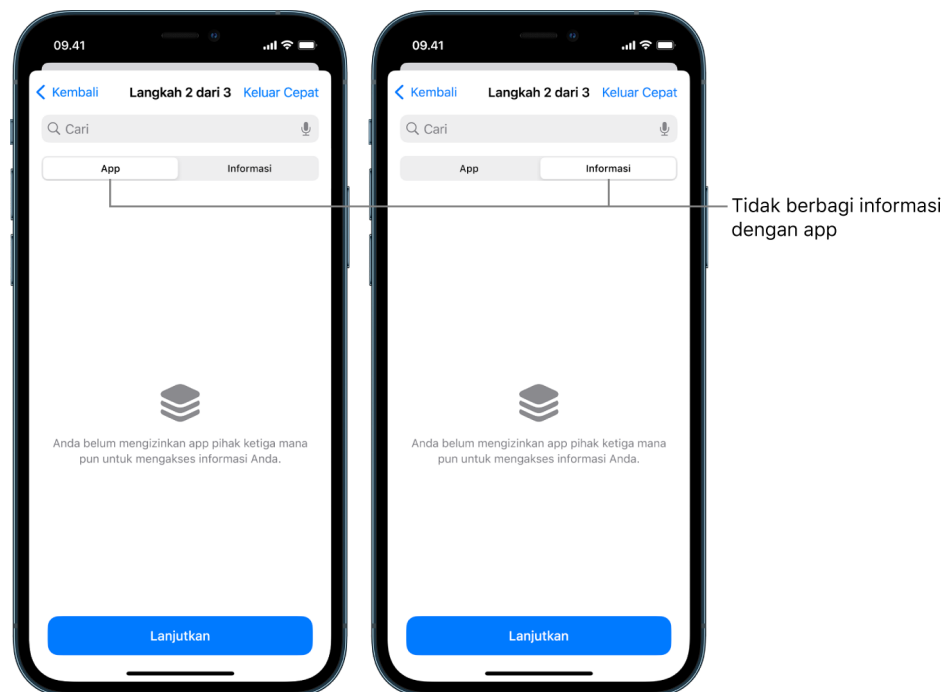 09.41
Kembali Langkah 2 dari 3 Keluar Cepat
Cari
App Informasi
Anda belum mengizinkan app pihak ketiga mana
pun untuk mengakses informasi Anda.
Lanjutkan
09.41
Kembali Langkah 2 dari 3 Keluar Cepat
Cari
App Informasi
Anda belum mengizinkan app pihak ketiga mana
pun untuk mengakses informasi Anda.
Lanjutkan
Tidak berbagi informasi
dengan app